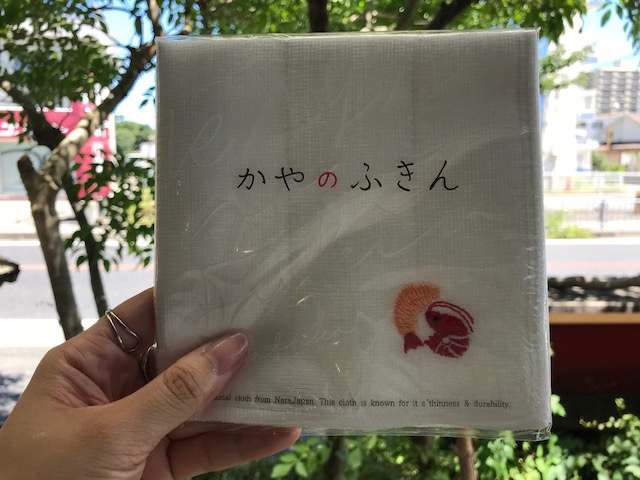 かやのふきん
cloth from Nara Japan. This cloth is known for it s'thinness & durability.